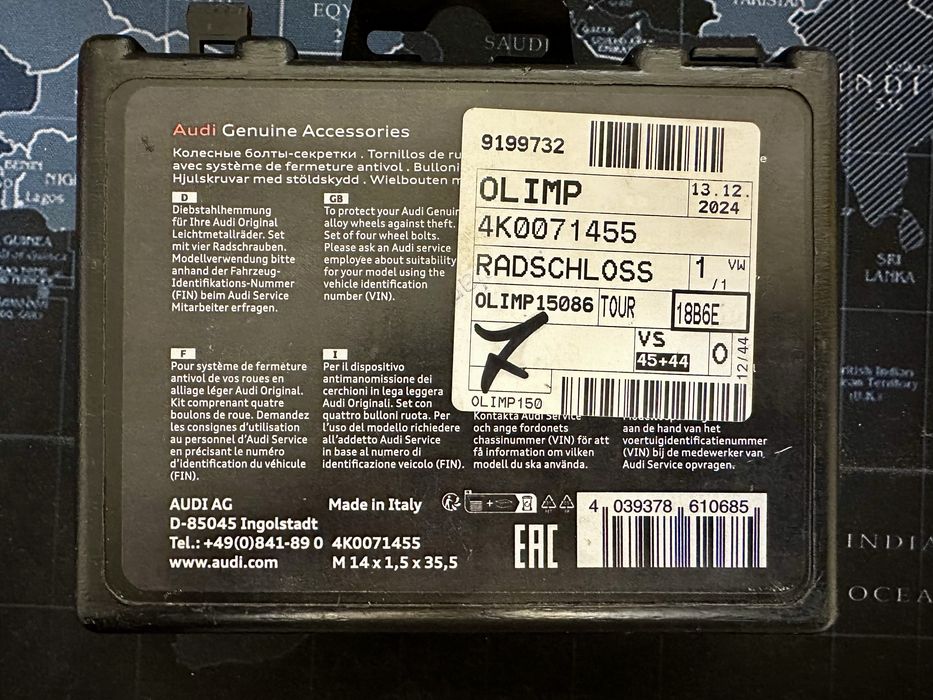 EQ
SAUDI
INDI
NIG
Lagos
GUINEA
SRI
LANKA
INDIA
OCEA
Audi Genuine Accessories
Колесные болты-секретки . Tornillos de ru
avec système de fermeture antivol . Bulloni
Hjulskruvar med stöldskydd . Wielbouten m
e
D
Diebstahlhemmung
für Ihre Audi Original
Leichtmetallräder. Set
mit vier Radschrauben.
Modellverwendung bitte
anhand der Fahrzeug-
Identifikations-Nummer
(FIN) beim Audi Service
Mitarbeiter erfragen.
GB
To protect your Audi Genuin
alloy wheels against theft.
Set of four wheel bolts.
Please ask an Audi service
employee about suitability
for your model using the
vehicle identification
number (VIN).
9199732
OLIMP
13.12.
2024
4K0071455
RADSCHLOSS
1
/1
VW
OLIMP15086
TOUR
18B6E
7
VS
45+44
0
12/44
OLIMP150
F
Pour système de fermeture
antivol de vos roues en
alliage léger Audi Original.
Kit comprenant quatre
boulons de roue. Demandez
les consignes d'utilisation
au personnel d'Audi Service
en précisant le numéro
d'identification du véhicule
(FIN).
I
Per il dispositivo
antimanomissione dei
cerchioni in lega leggera
Audi Originali. Set con
quattro bulloni ruota. Per
l'uso del modello richiedere
all'addetto Audi Service
in base al numero di
identificazione veicolo (FIN).
Kontakta Audi Service
och ange fordonets
chassinummer (VIN) för att
få information om vilken
modell du ska använda.
aan de hand van het
voertuigidentificatienummer
(VIN) bij de medewerker van
Audi Service opvragen.
AUDI AG
D-85045 Ingolstadt
Tel.: +49(0)841-89 0
www.audi.com
Made in Italy
4K0071455
M 14 x 1,5 x 35,5
EAC
4 039378 610685